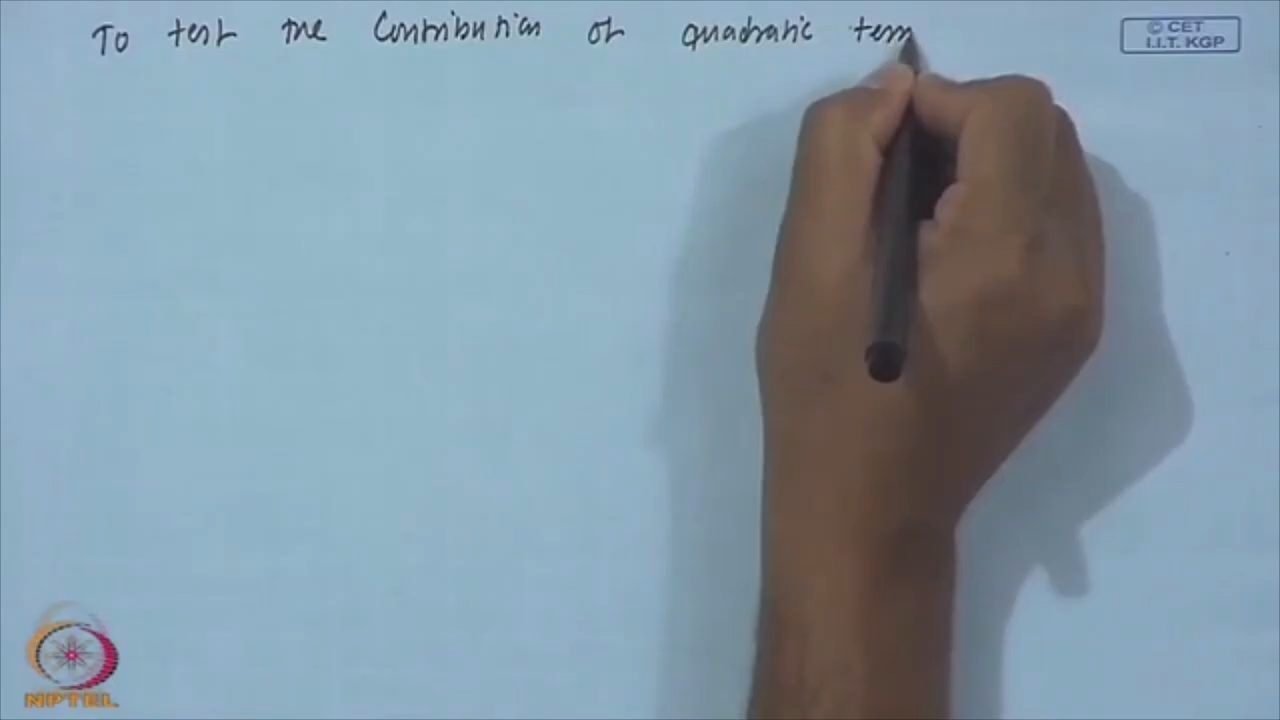 To test the Contribution of quadratic term
© CET
I.I.T. KGP
NPTEL